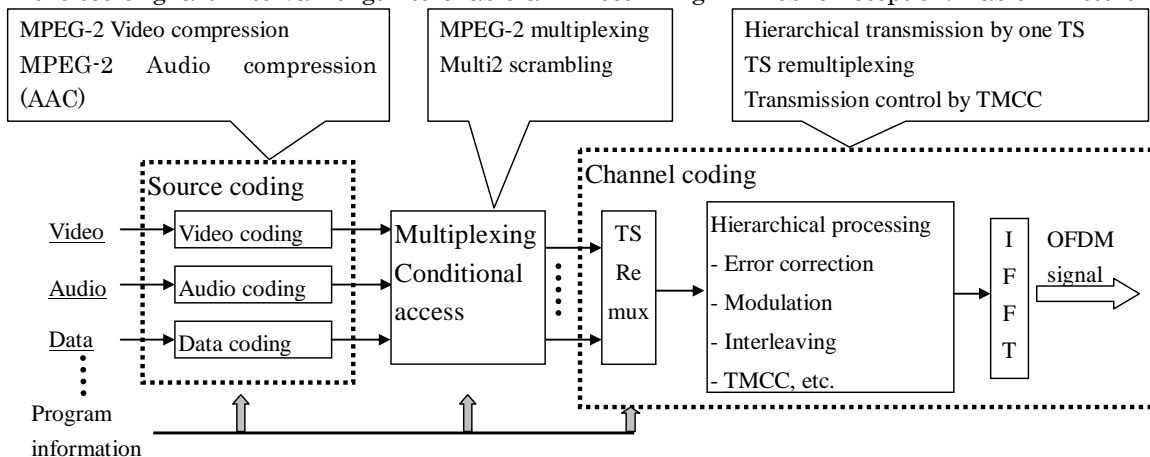 MPEG-2 Video compression
MPEG-2 Audio compression
(AAC)
MPEG-2 multiplexing
Multi2 scrambling
Hierarchical transmission by one TS
TS remultiplexing
Transmission control by TMCC
Source coding
Video
Video coding
Audio
Audio coding
Data
Data coding
Program
information
Multiplexing
Conditional
access
Channel coding
TS
Re
mux
Hierarchical processing
- Error correction
- Modulation
- Interleaving
- TMCC, etc.
I
F
F
T
OFDM
signal